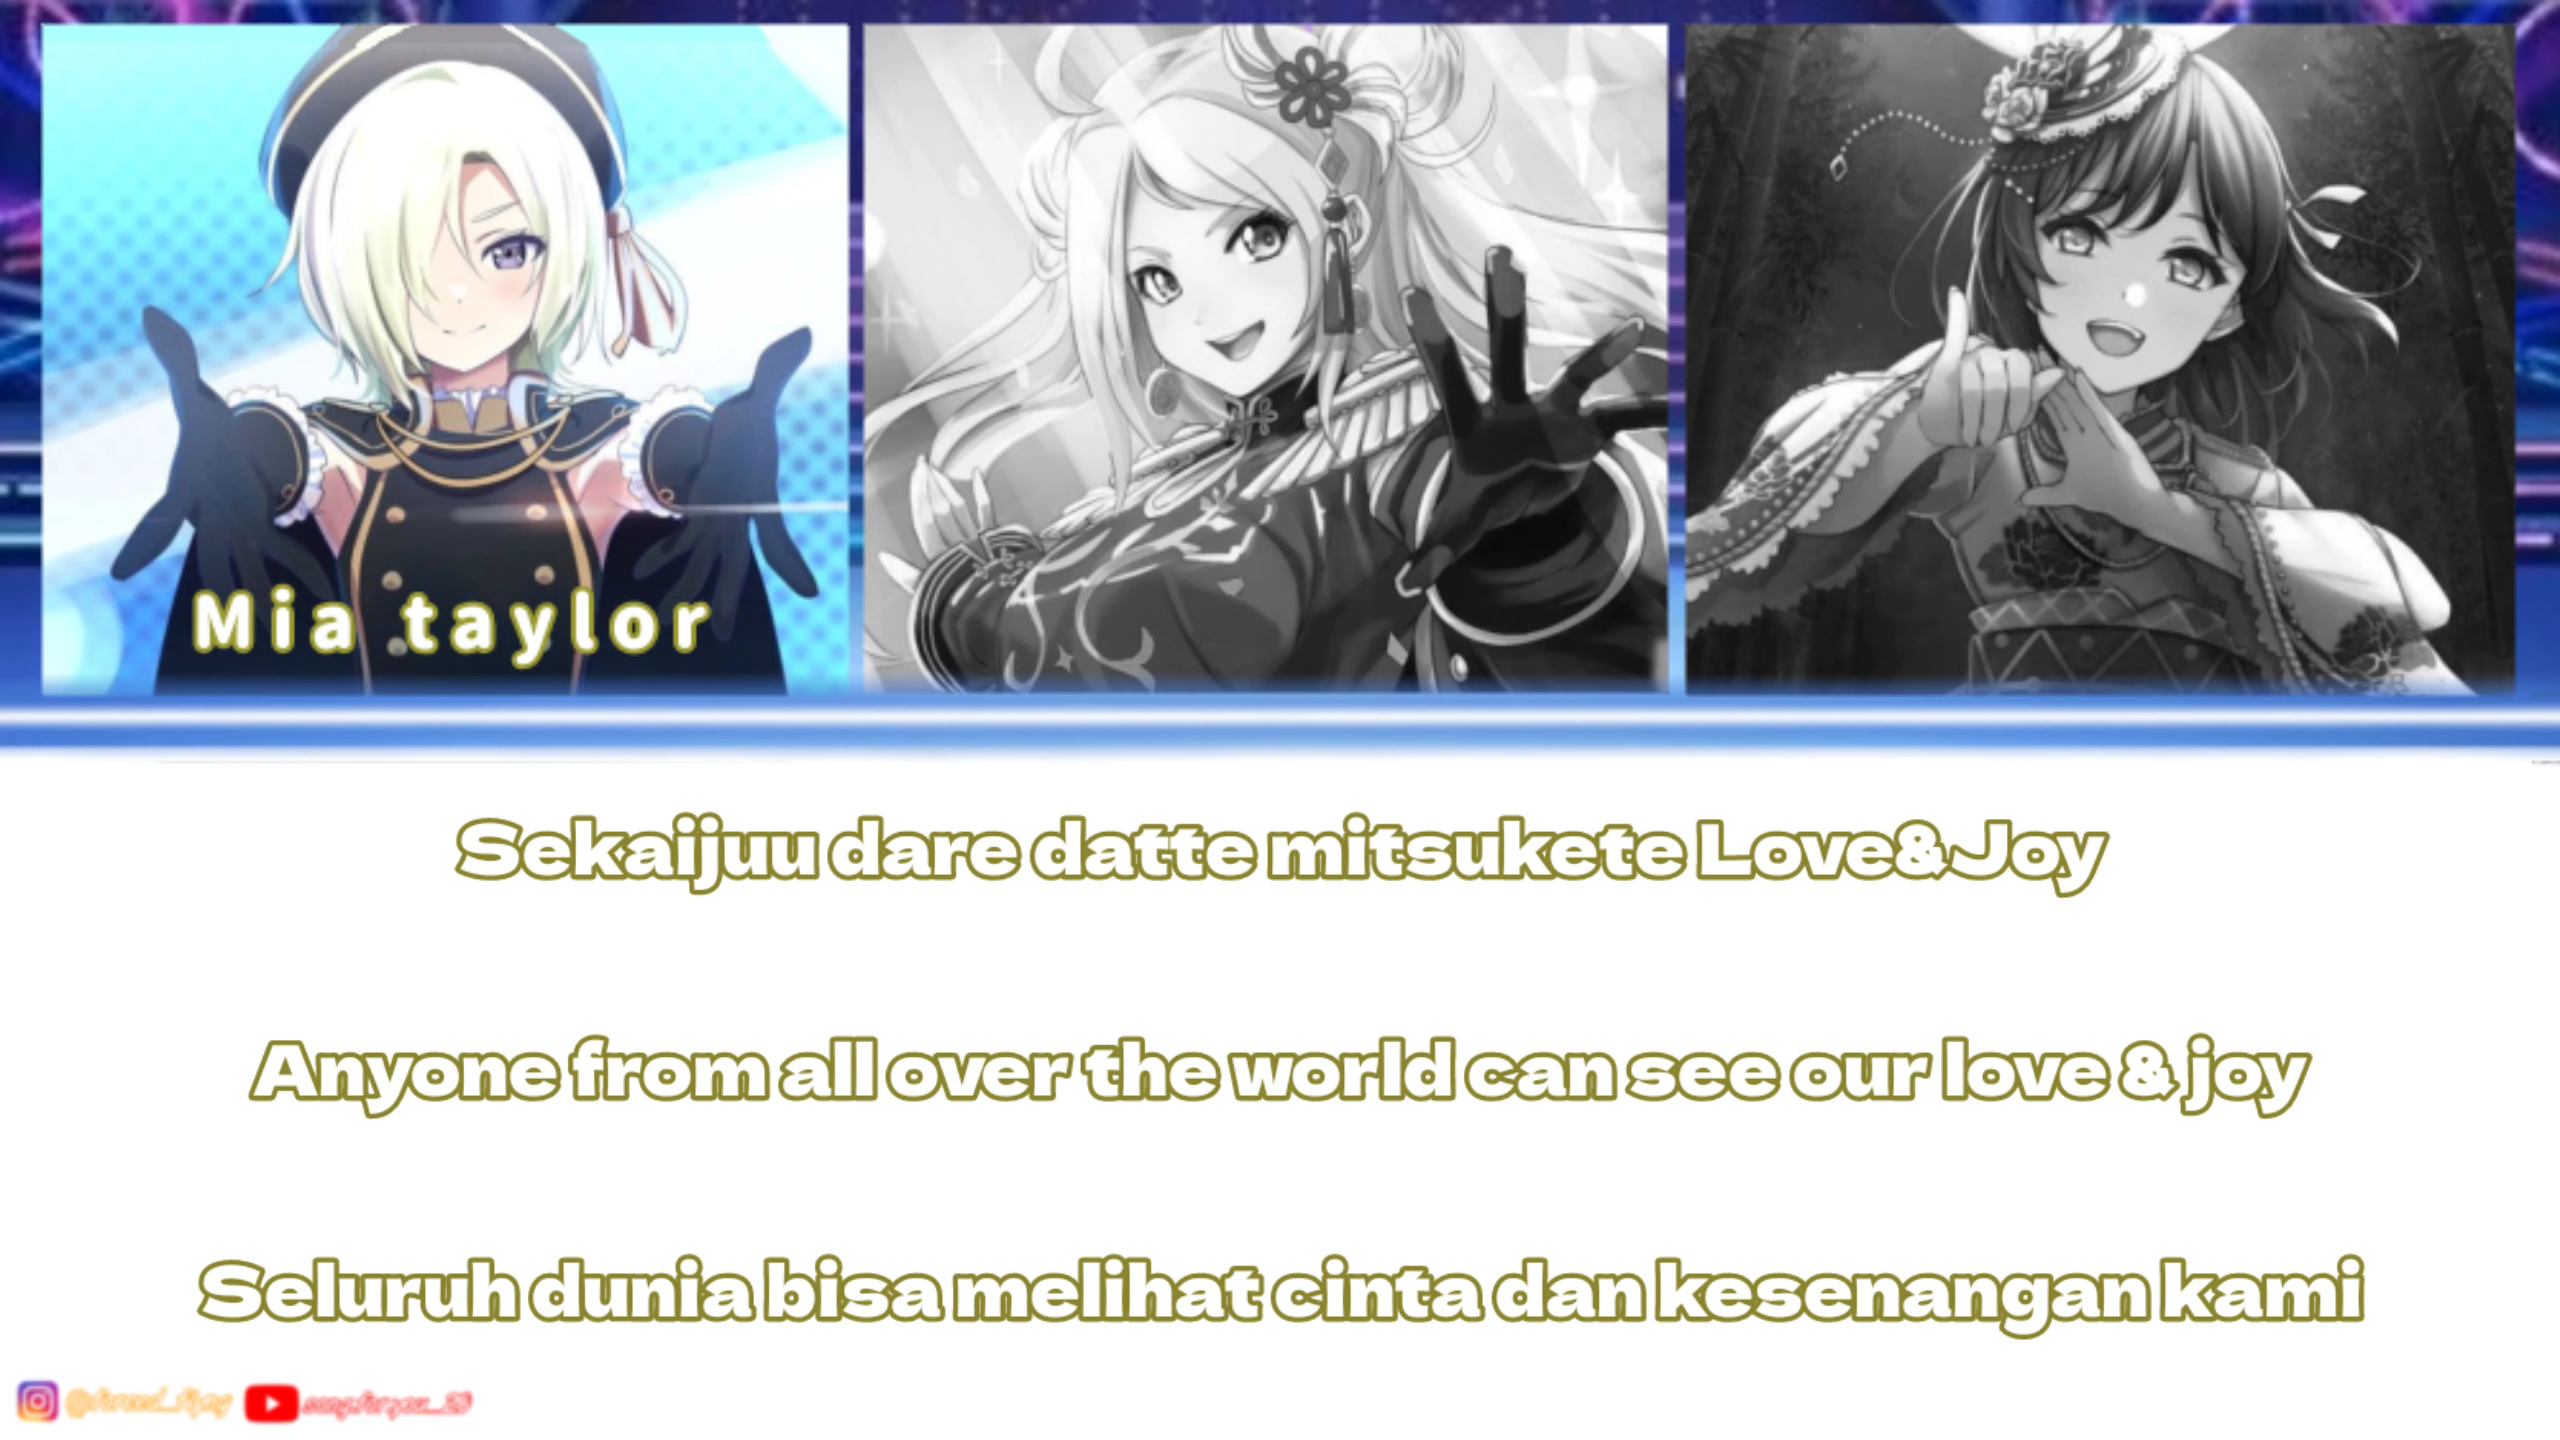 Mia taylor
Sekaijuu dare datte mitsukete Love&Joy
Anyone from all over the world can see our love & joy
Seluruh dunia bisa melihat cinta dan kesenangan kami